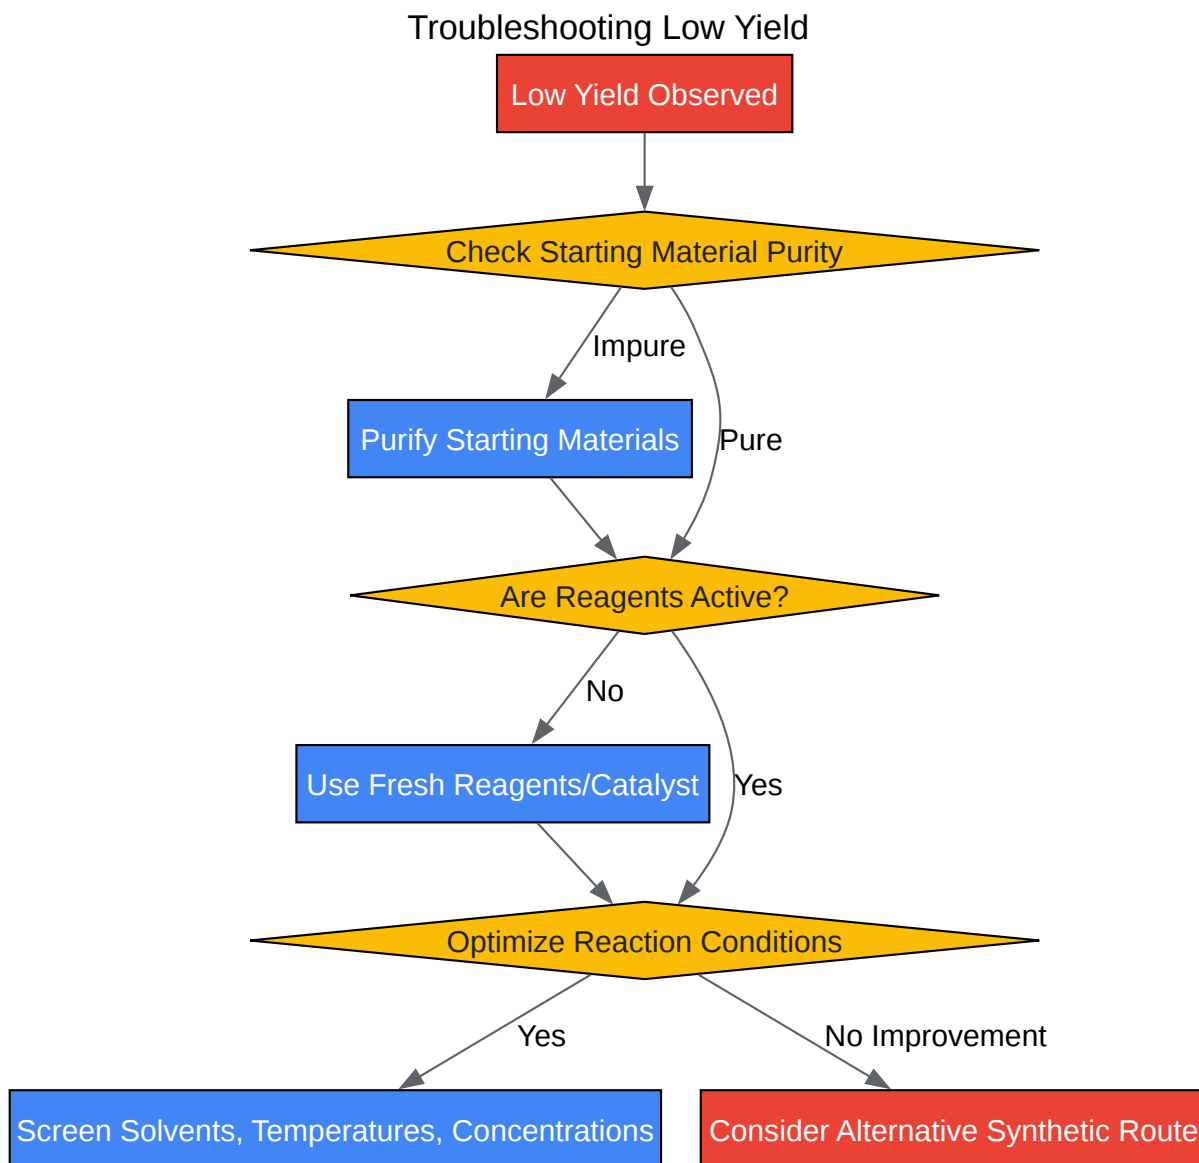 Troubleshooting Low Yield
Low Yield Observed
Check Starting Material Purity
Impure
Purify Starting Materials
Pure
Are Reagents Active?
No
Use Fresh Reagents/Catalyst
Yes
Optimize Reaction Conditions
Yes
No Improvement
Screen Solvents, Temperatures, Concentrations
Consider Alternative Synthetic Route